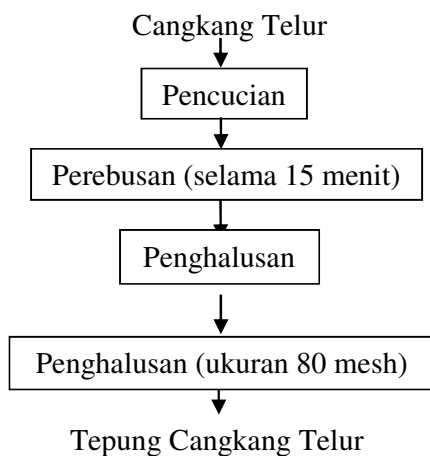 Cangkang Telur
Pencucian
Perebusan (selama 15 menit)
Penghalusan
Penghalusan (ukuran 80 mesh)
Tepung Cangkang Telur